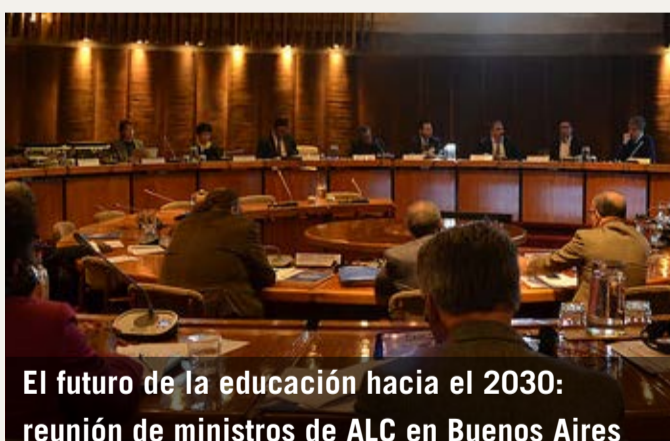 El futuro de la educación hacia el 2030:
reunión de ministros de ALC en Buenos Aires